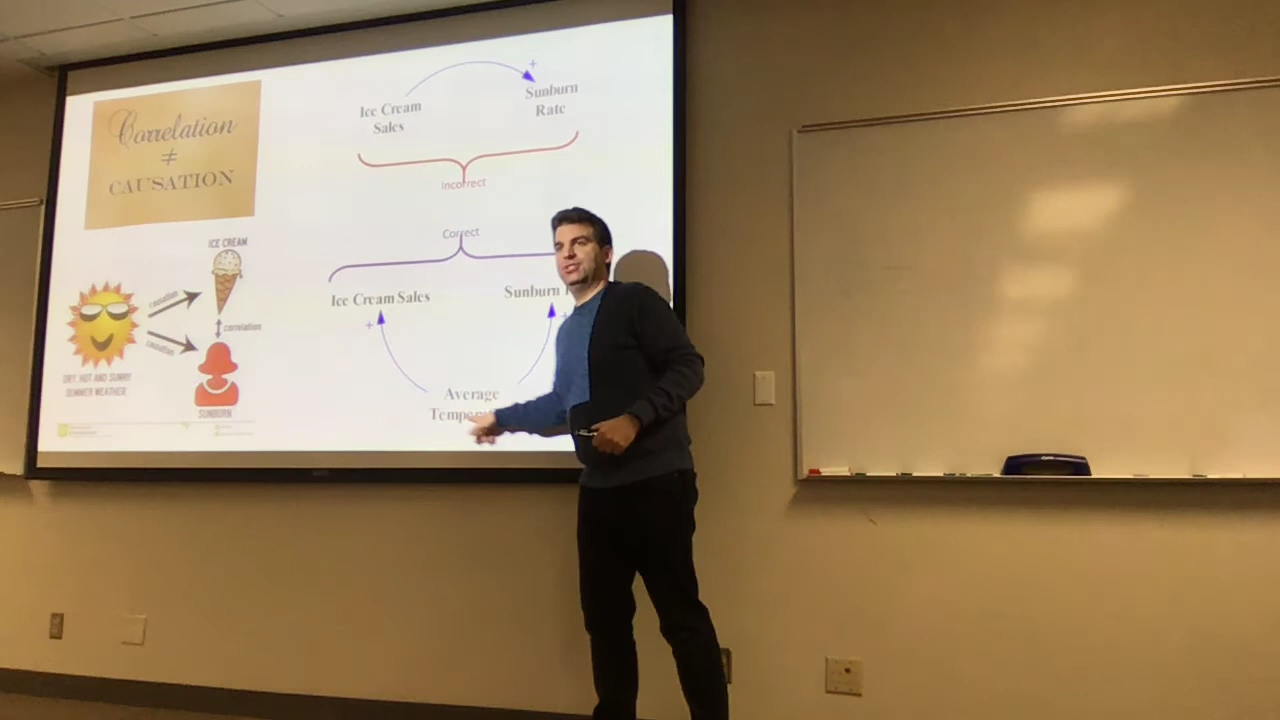 Correlation
≠
CAUSATION
Ice Cream
Sales
+
Sunburn
Rate
Incorrect
Correct
Ice Cream Sales
Sunburn
+
+
Average
ICE CREAM
causation
causation
correlation
DRY, HOT AND SUNNY
SUMMER WEATHER
SUNBURN